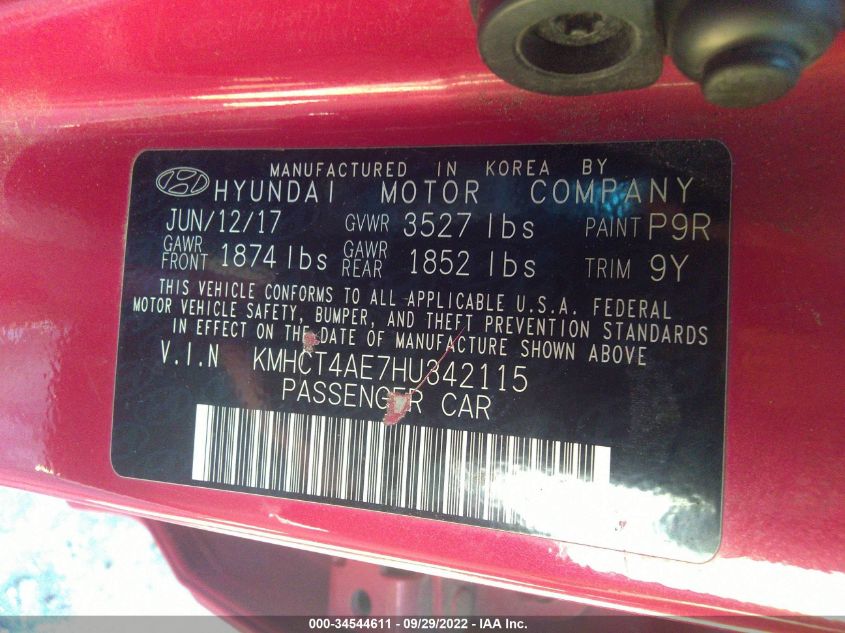 MANUFACTURED IN KOREA BY
HYUNDAI MOTOR COMPANY
JUN/12/17 GVWR 3527 lbs PAINT P9R
GAWR FRONT 1874 lbs GAWR REAR 1852 lbs TRIM 9Y
THIS VEHICLE CONFORMS TO ALL APPLICABLE U.S.A. FEDERAL
MOTOR VEHICLE SAFETY, BUMPER, AND THEFT PREVENTION STANDARDS
IN EFFECT ON THE DATE OF MANUFACTURE SHOWN ABOVE
V.I.N KMHCT4AE7HU342115
PASSENGER CAR
000-34544611 - 09/29/2022 - IAA Inc.